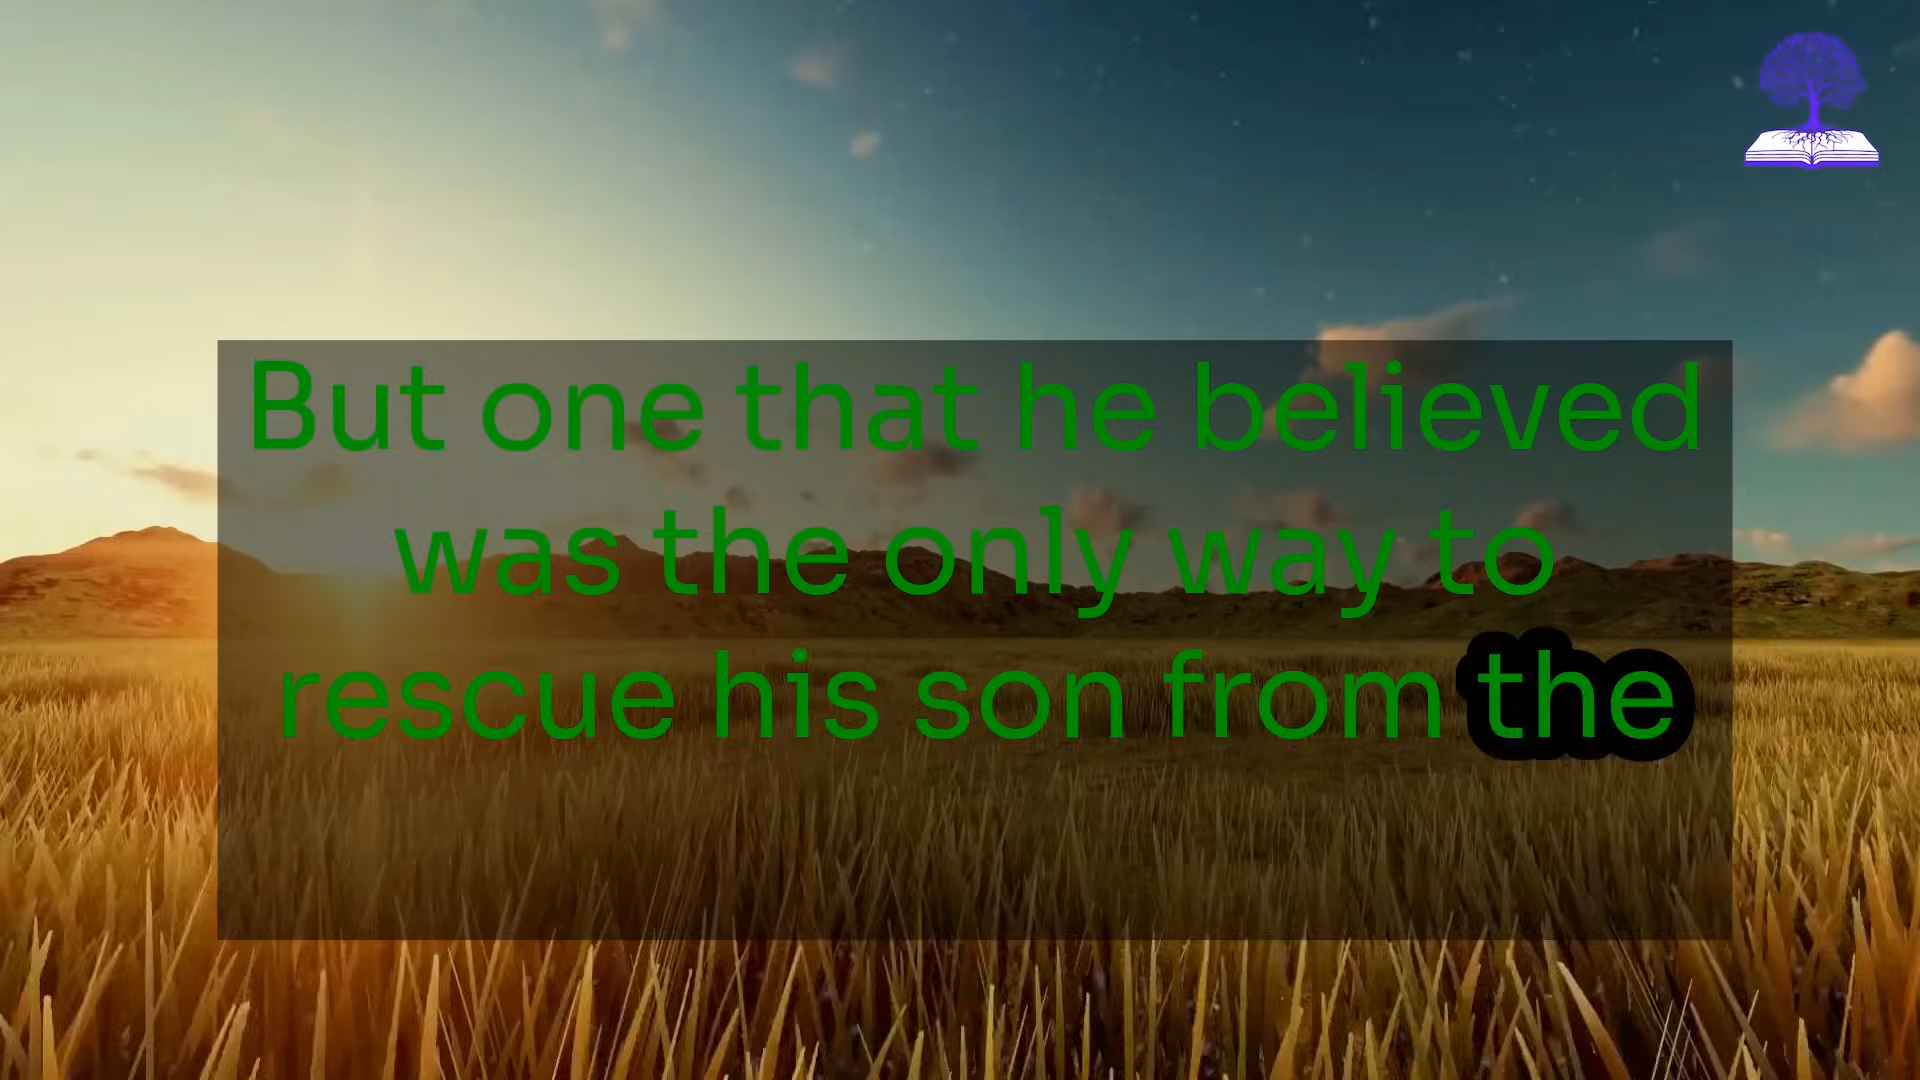 But one that he believed
was the only way to
rescue his son from the